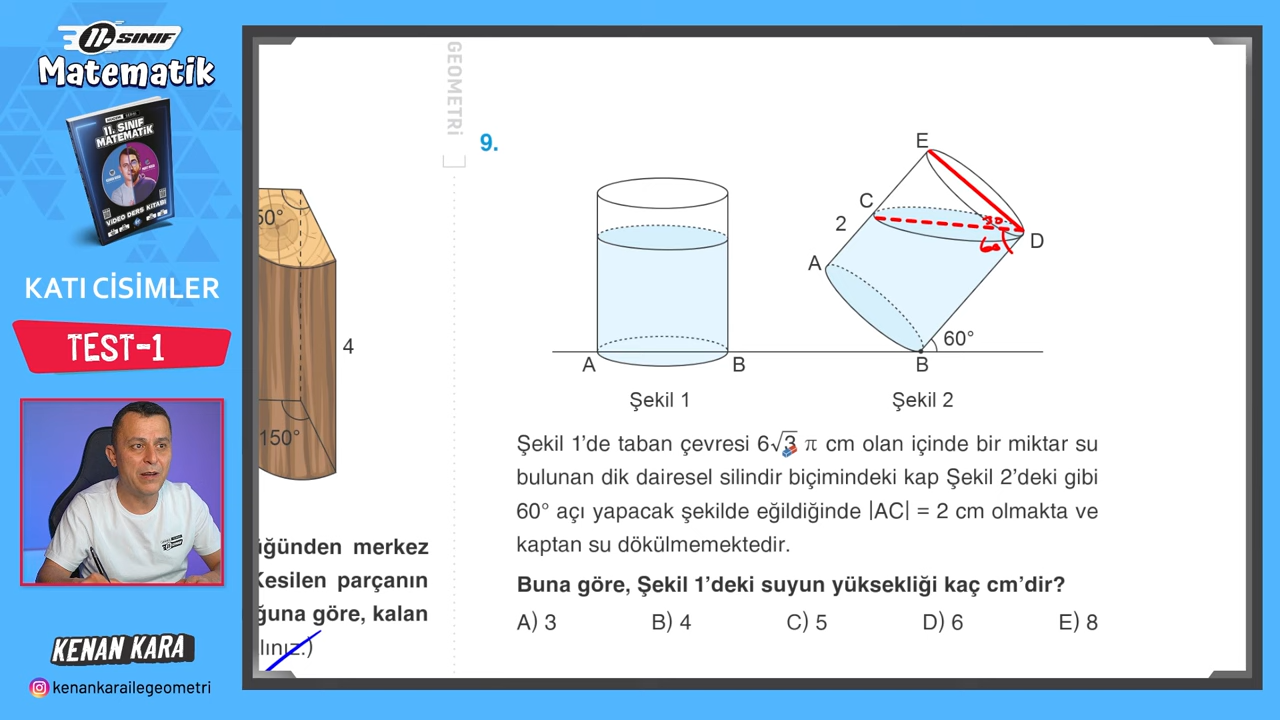 11. SINIF
Matematik
11. SINIF
MATEMATİK
VİDEO DERS KİTABI
KATI CİSİMLER
TEST-1
KENAN KARA
kenankarailegeometri
50°
4
150°
üğünden merkez
Kesilen parçanın
ğuna göre, kalan
lınız.)
GEOMETRİ
9.
A
B
Şekil 1
E
C
2
A
D
60
B
60°
Şekil 2
Şekil 1’de taban çevresi 6√3 π cm olan içinde bir miktar su
bulunan dik dairesel silindir biçimindeki kap Şekil 2’deki gibi
60° açı yapacak şekilde eğildiğinde |AC| = 2 cm olmakta ve
kaptan su dökülmemektedir.
Buna göre, Şekil 1’deki suyun yüksekliği kaç cm’dir?
A) 3 B) 4 C) 5 D) 6 E) 8